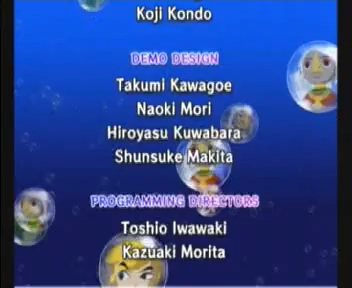 Koji Kondo
DEMO DESIGN
Takumi Kawagoe
Naoki Mori
Hiroyasu Kuwabara
Shunsuke Makita
PROGRAMMING DIRECTORS
Toshio Iwawaki
Kazuaki Morita